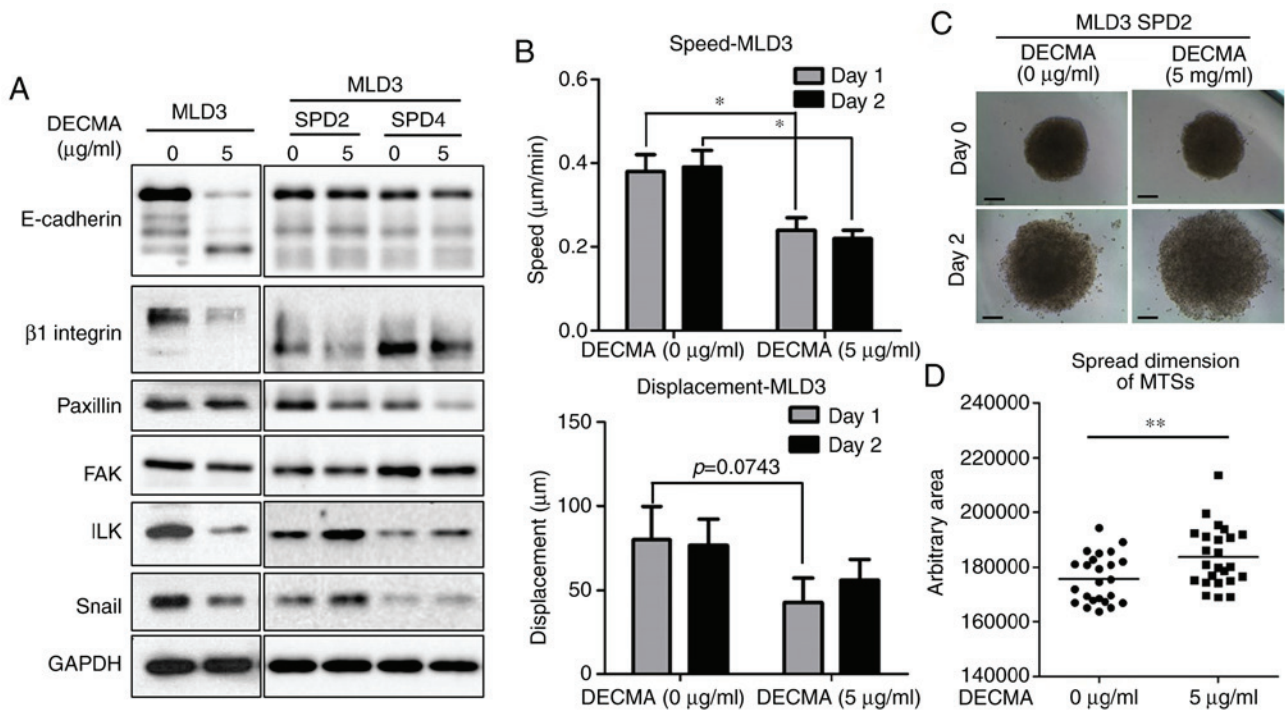 A
DECMA
(μg/ml)
MLD3
0 5
MLD3
SPD2 SPD4
0 5 0 5
E-cadherin
β1 integrin
Paxillin
FAK
ILK
Snail
GAPDH
B
Speed-MLD3
Day 1
Day 2
Speed (μm/min)
0.6
0.4
0.2
0.0
*
*
DECMA (0 μg/ml) DECMA (5 μg/ml)
Displacement-MLD3
Day 1
Day 2
Displacement (μm)
150
100
50
0
p=0.0743
DECMA (0 μg/ml) DECMA (5 μg/ml)
C
MLD3 SPD2
DECMA
(0 μg/ml)
DECMA
(5 mg/ml)
Day 0
Day 2
D
Spread dimension
of MTSs
Arbitrary area
240000
220000
200000
180000
160000
140000
**
DECMA 0 μg/ml 5 μg/ml